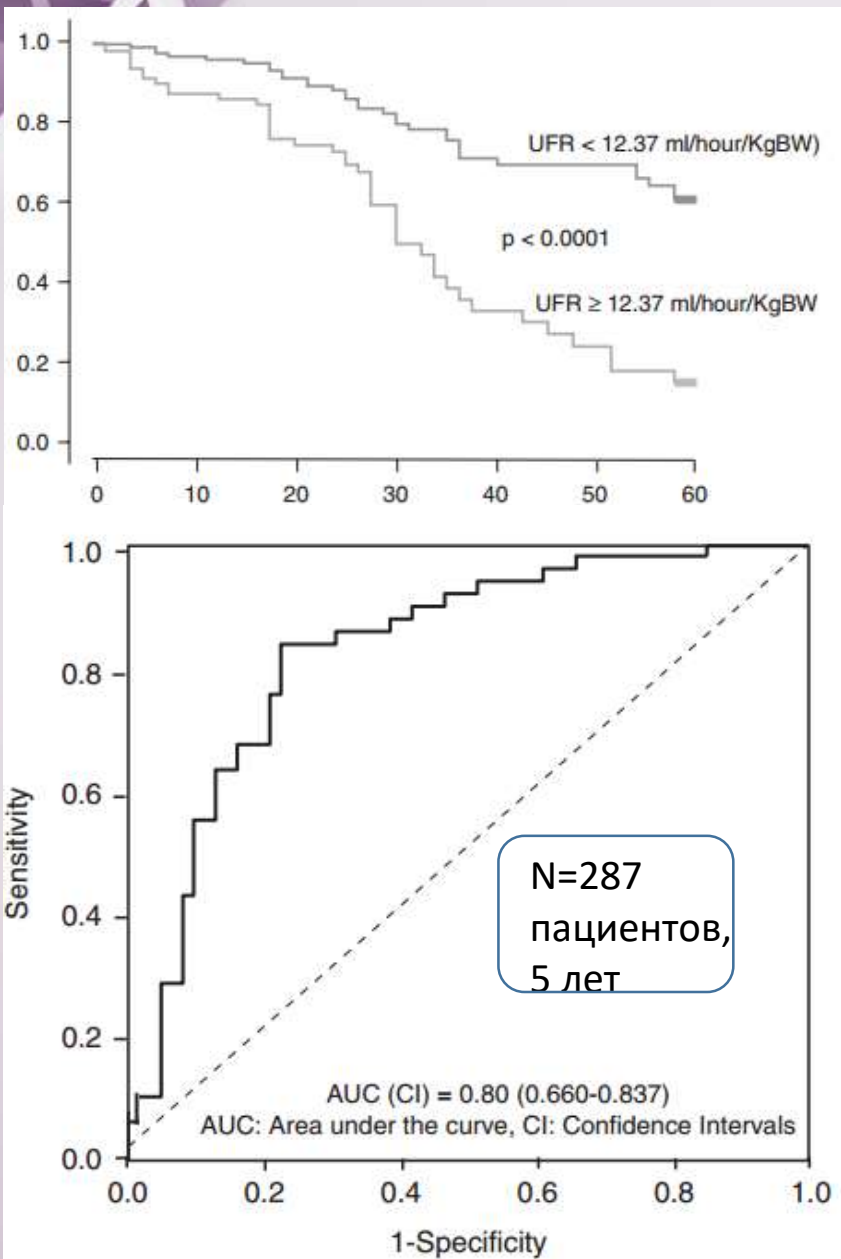 1.0
0.8
0.6
0.4
0.2
0.0
UFR < 12.37 ml/hour/KgBW)
p < 0.0001
UFR ≥ 12.37 ml/hour/KgBW
0 10 20 30 40 50 60
1.0
0.8
0.6
0.4
0.2
0.0
Sensitivity
N=287
пациентов,
5 лет
AUC (CI) = 0.80 (0.660-0.837)
AUC: Area under the curve, CI: Confidence Intervals
0.0 0.2 0.4 0.6 0.8 1.0
1-Specificity